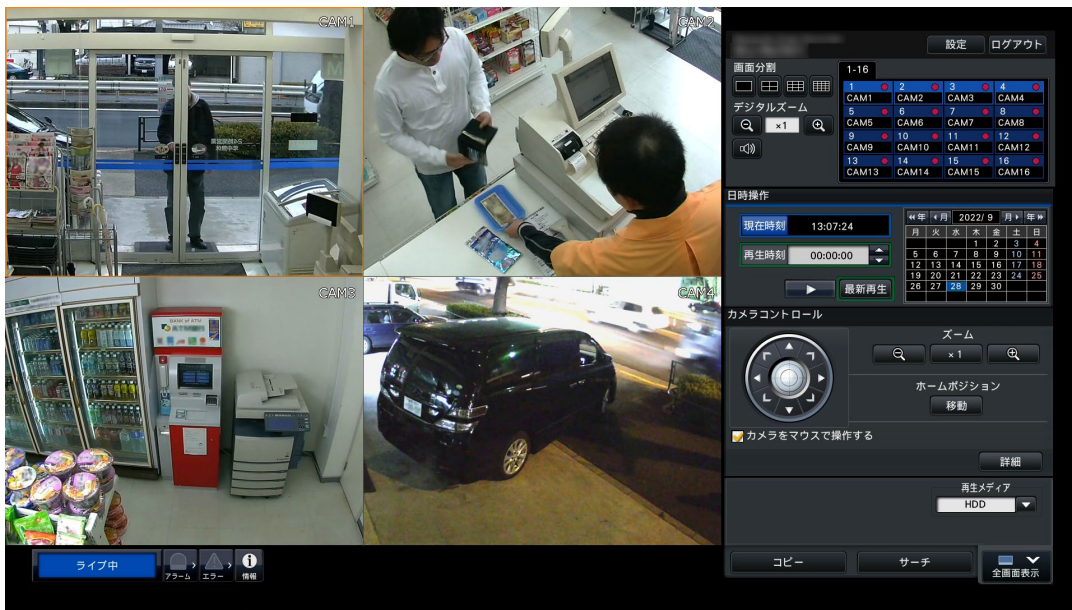 CAM1
CAM2
CAM3
BANK of ATM
CAM4
設定 ログアウト
画面分割
1-16
1 2 3 4
CAM1 CAM2 CAM3 CAM4
5 6 7 8
CAM5 CAM6 CAM7 CAM8
9 10 11 12
CAM9 CAM10 CAM11 CAM12
13 14 15 16
CAM13 CAM14 CAM15 CAM16
デジタルズーム
×1
日時操作
現在時刻 13:07:24
再生時刻 00:00:00
最新再生
年 月 2022/ 9 月 年
月 火 水 木 金 土 日
1 2 3 4
5 6 7 8 9 10 11
12 13 14 15 16 17 18
19 20 21 22 23 24 25
26 27 28 29 30
カメラコントロール
ズーム
×1
ホームポジション
移動
カメラをマウスで操作する
詳細
再生メディア
HDD
コピー サーチ
全画面表示
ライブ中
アラーム エラー 情報